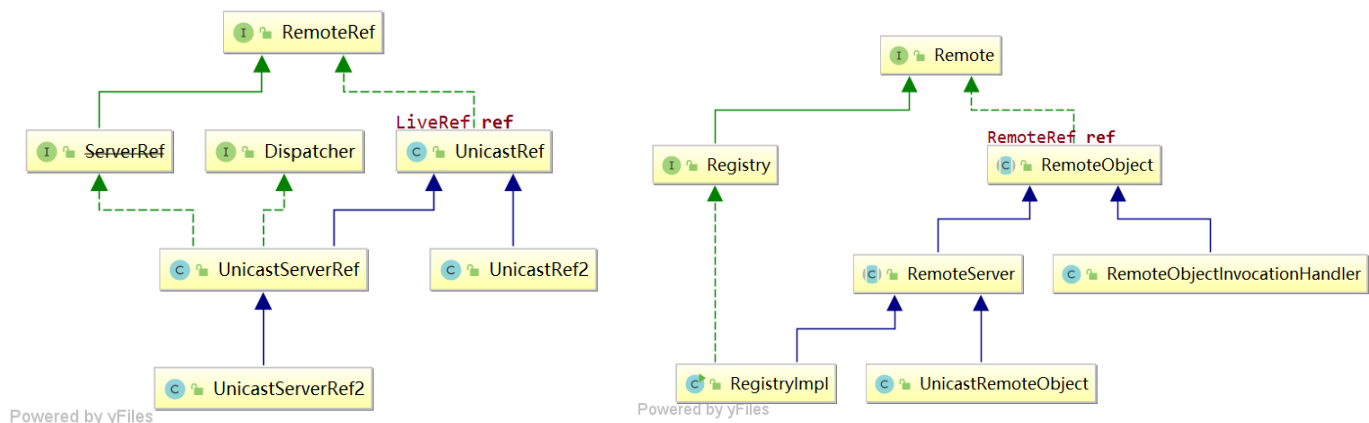 RemoteRef
LiveRef ref
I ServerRef
I Dispatcher
C UnicastRef
C UnicastServerRef
C UnicastRef2
C UnicastServerRef2
Powered by yFiles
I Remote
RemoteRef ref
I Registry
C RemoteObject
C RemoteServer
C RemoteObjectInvocationHandler
C RegistryImpl
C UnicastRemoteObject
Powered by yFiles